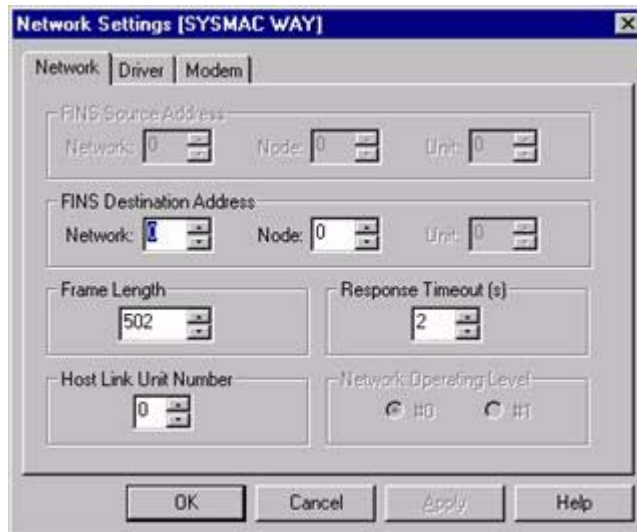 Network Settings [SYSMAC WAY]
Network Driver Modem
FINS Source Address
Network: 0 Node: 0 Unit: 0
FINS Destination Address
Network: 0 Node: 0 Unit: 0
Frame Length Response Timeout (s)
502 2
Host Link Unit Number Network Operating Level
0 #0 #1
OK Cancel Apply Help